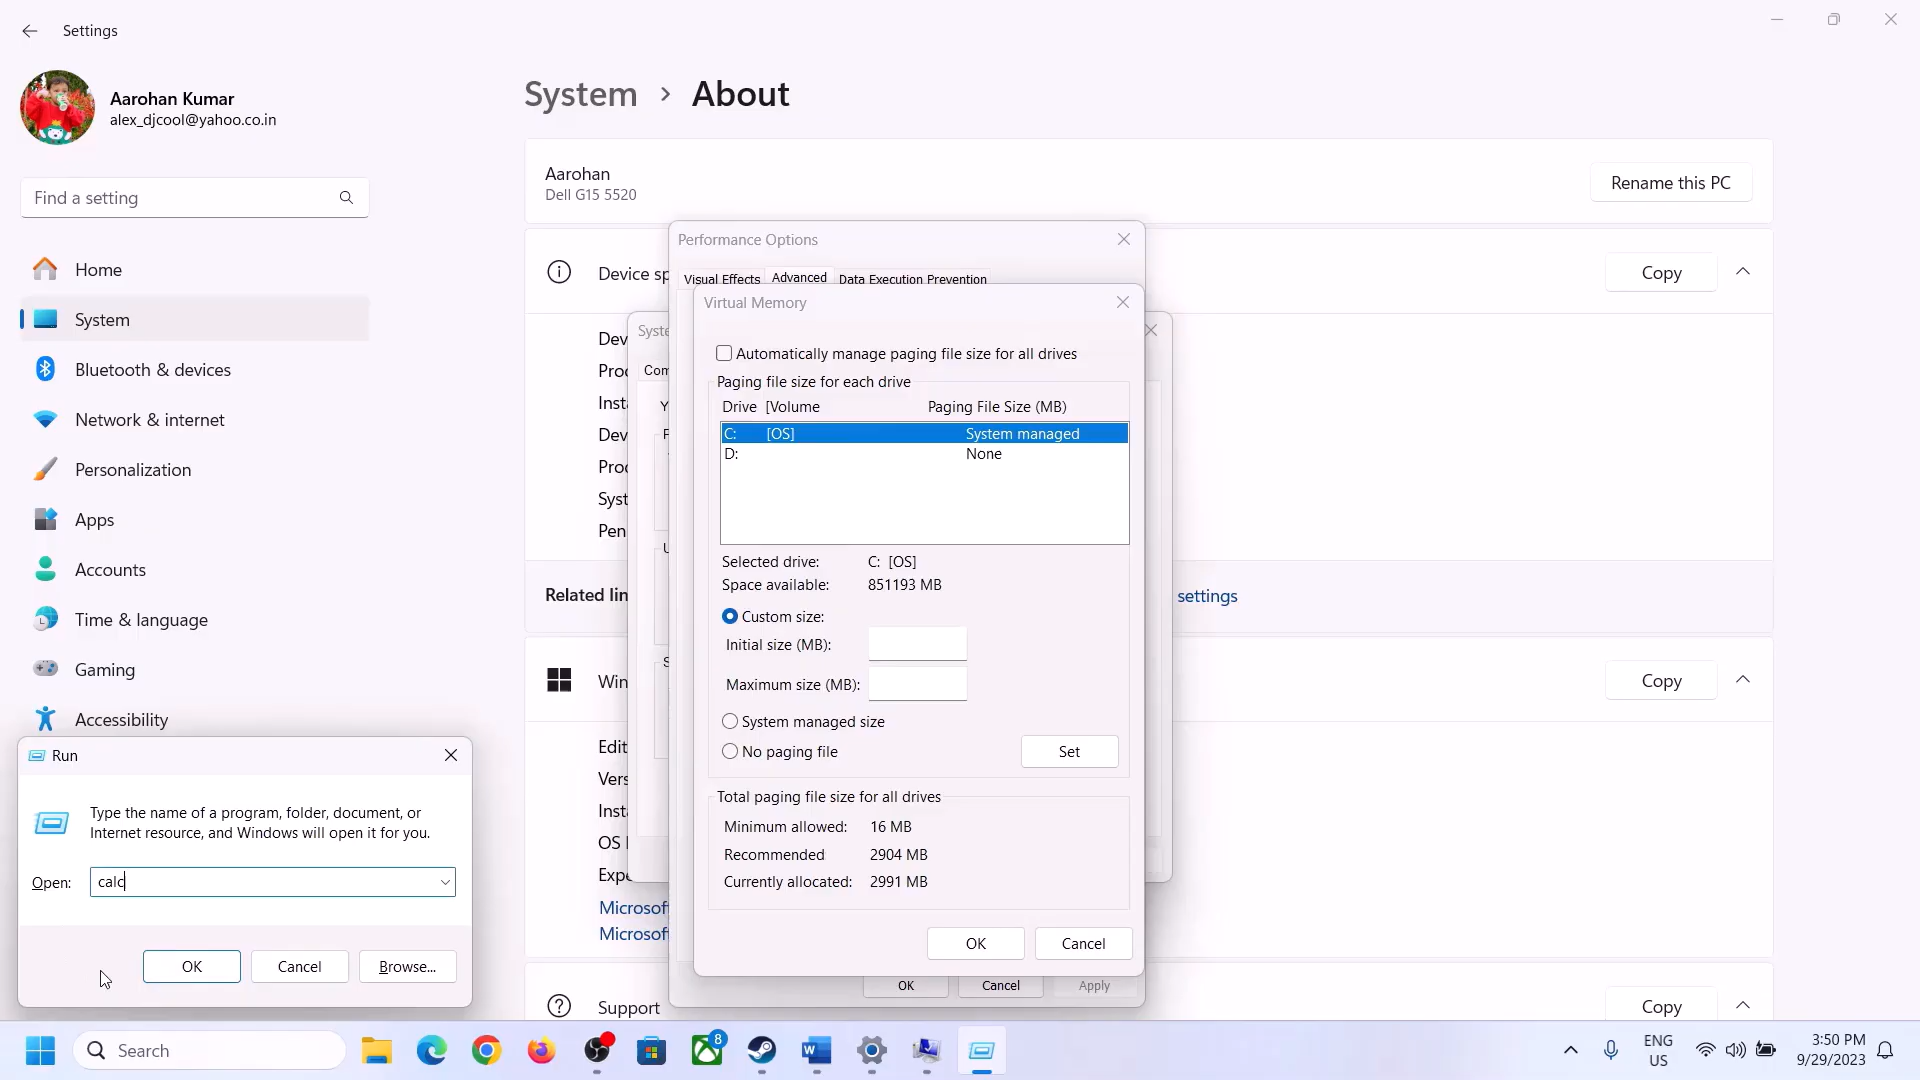 Settings
Aarohan Kumar
alex_djcool@yahoo.co.in
Find a setting
Home
System
Bluetooth & devices
Network & internet
Personalization
Apps
Accounts
Time & language
Gaming
Accessibility
System > About
Aarohan
Dell G15 5520
Rename this PC
Device sp
Copy
Dev
Proc
Insta
Dev
Proc
Syst
Pen
Related lin
settings
Win
Copy
Edit
Vers
Insta
OS
Expe
Microsof
Microsof
Support
Copy
Syste
Com
Performance Options
Visual Effects
Advanced
Data Execution Prevention
Virtual Memory
Automatically manage paging file size for all drives
Paging file size for each drive
Drive [Volume Paging File Size (MB)
C: [OS] System managed
D: None
Selected drive: C: [OS]
Space available: 851193 MB
Custom size:
Initial size (MB):
Maximum size (MB):
System managed size
No paging file
Set
Total paging file size for all drives
Minimum allowed: 16 MB
Recommended 2904 MB
Currently allocated: 2991 MB
OK Cancel
OK Cancel Apply
Run
Type the name of a program, folder, document, or
Internet resource, and Windows will open it for you.
Open: calc
OK Cancel Browse...
Search
8
ENG
US
3:50 PM
9/29/2023